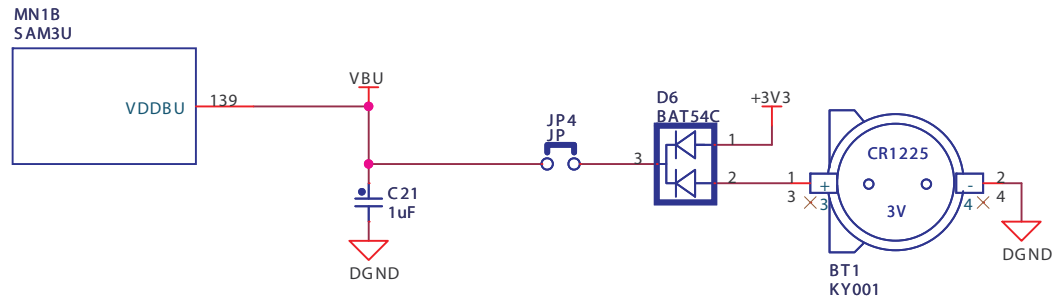 MN1B
SAM3U
VDDBU
139
VBU
C21
1uF
DGND
JP4
JP
3
D6
BAT54C
1
2
+3V3
1
3
+
3
CR1225
3V
-
4
2
4
BT1
KY001
DGND